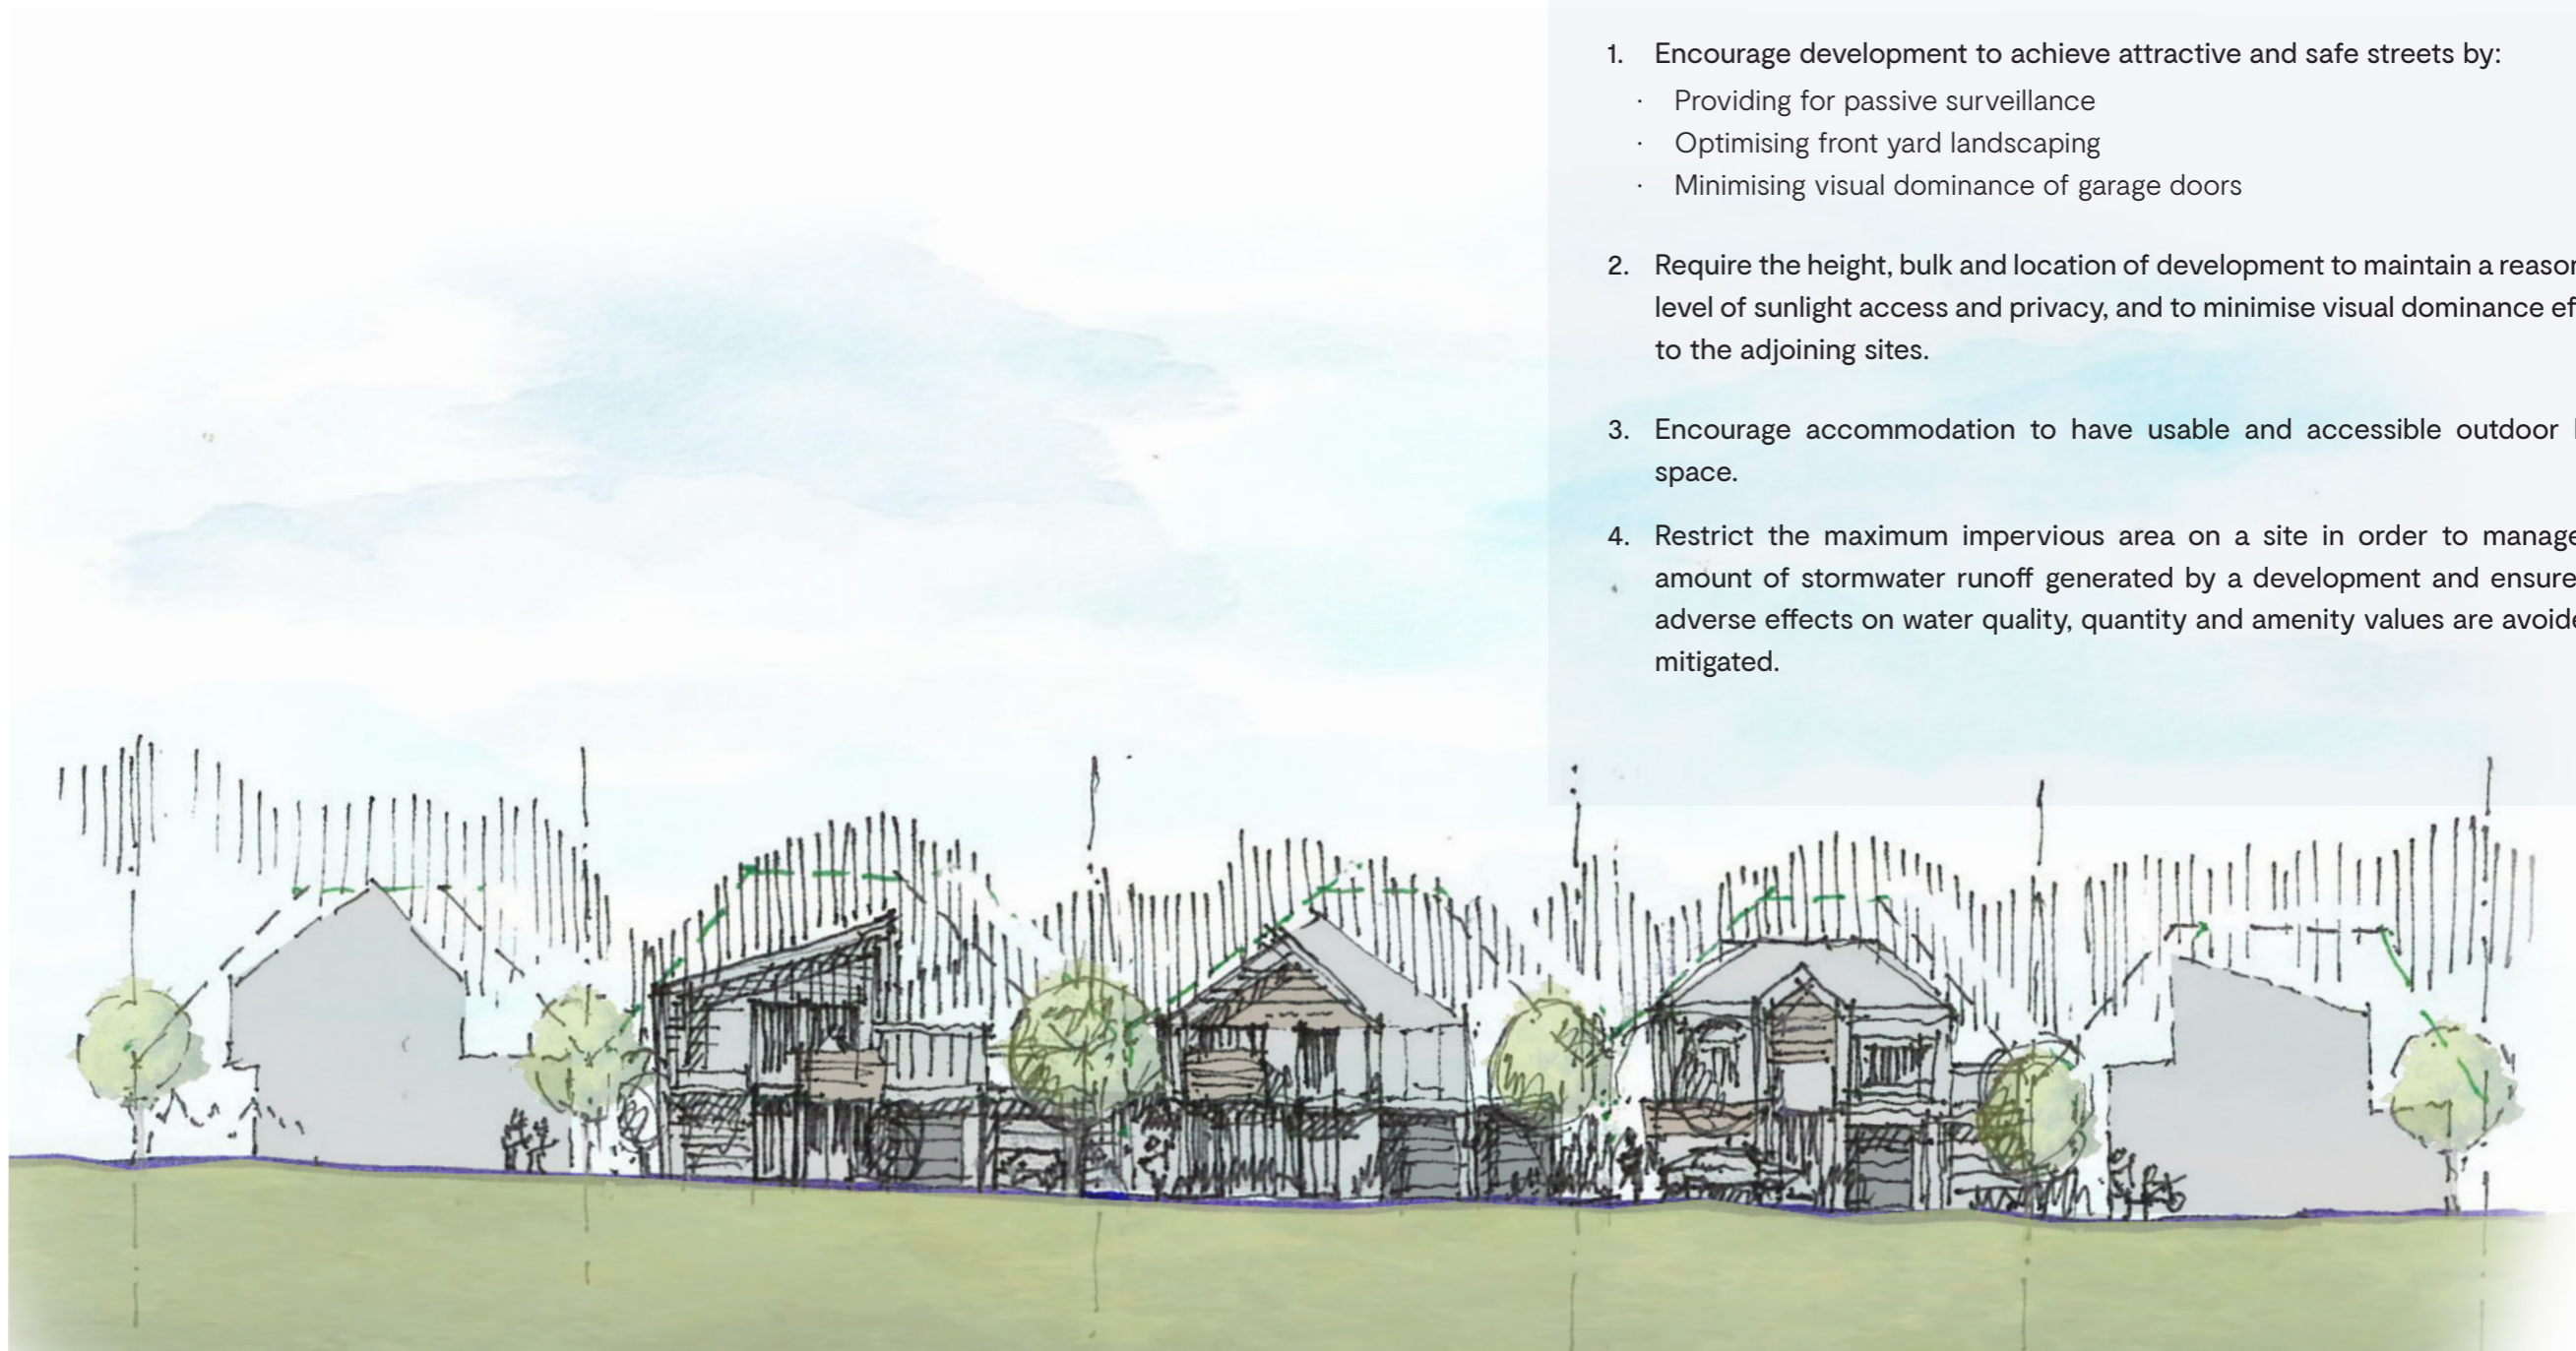 1. Encourage development to achieve attractive and safe streets by:
· Providing for passive surveillance
· Optimising front yard landscaping
· Minimising visual dominance of garage doors
2. Require the height, bulk and location of development to maintain a
level of sunlight access and privacy, and to minimise visual dominance
to the adjoining sites.
3. Encourage accommodation to have usable and accessible outdoor
space.
4. Restrict the maximum impervious area on a site in order to manage
amount of stormwater runoff generated by a development and ensure
adverse effects on water quality, quantity and amenity values are
mitigated.